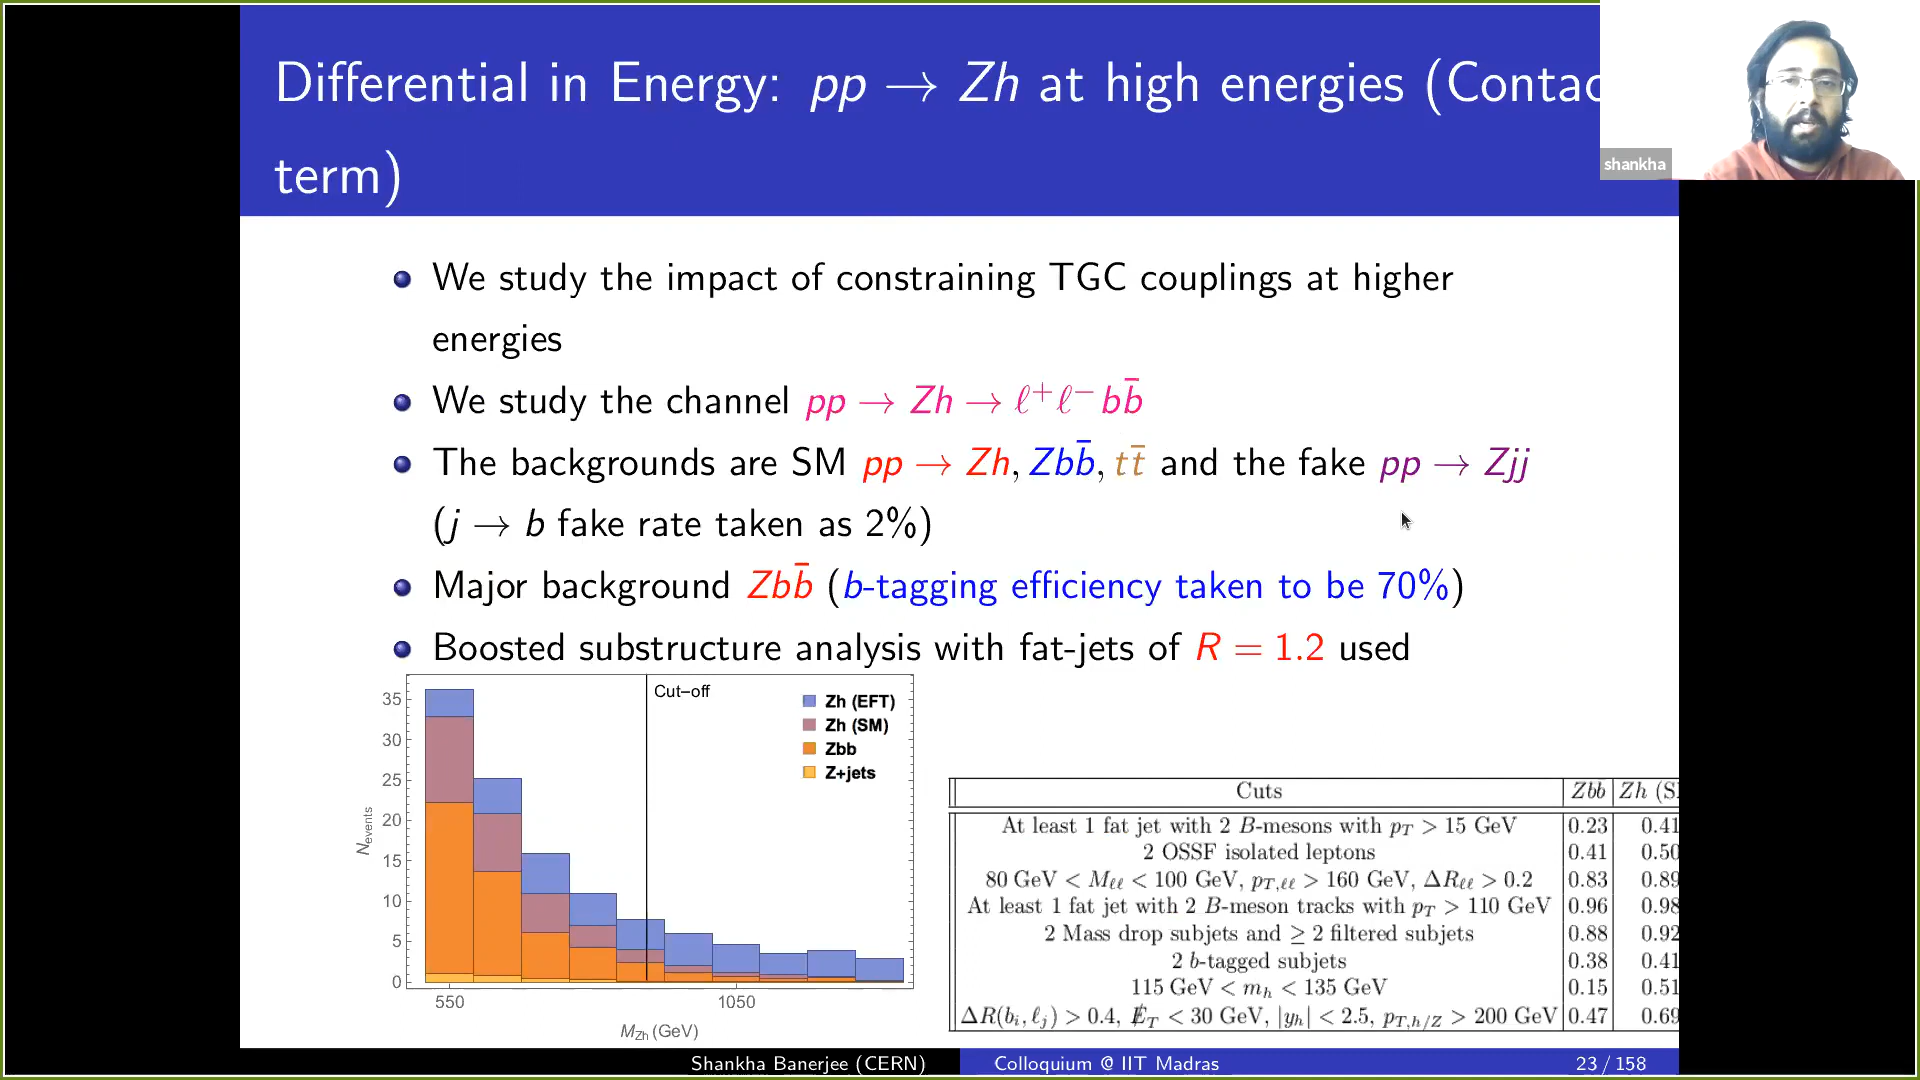 Differential in Energy: pp → Zh at high energies (Contac
term)
shankha
We study the impact of constraining TGC couplings at higher
energies
We study the channel pp → Zh → ℓ⁺ℓ⁻bb̄
The backgrounds are SM pp → Zh, Zbb̄, tt̄ and the fake pp → Zjj
(j → b fake rate taken as 2%)
Major background Zbb̄ (b-tagging efficiency taken to be 70%)
Boosted substructure analysis with fat-jets of R = 1.2 used
Cut–off
Zh (EFT)
Zh (SM)
Zbb
Z+jets
35
30
25
20
15
10
5
0
N_events
550 1050
M_Zh (GeV)
Cuts Zbb Zh (S
At least 1 fat jet with 2 B-mesons with p_T > 15 GeV 0.23 0.41
2 OSSF isolated leptons 0.41 0.50
80 GeV < M_ℓℓ < 100 GeV, p_T,ℓℓ > 160 GeV, ΔR_ℓℓ > 0.2 0.83 0.89
At least 1 fat jet with 2 B-meson tracks with p_T > 110 GeV 0.96 0.98
2 Mass drop subjets and ≥ 2 filtered subjets 0.88 0.92
2 b-tagged subjets 0.38 0.41
115 GeV < m_h < 135 GeV 0.15 0.51
ΔR(b_i, ℓ_j) > 0.4, E̸_T < 30 GeV, |y_h| < 2.5, p_T,h/Z > 200 GeV 0.47 0.69
Shankha Banerjee (CERN) Colloquium @ IIT Madras 23 / 158